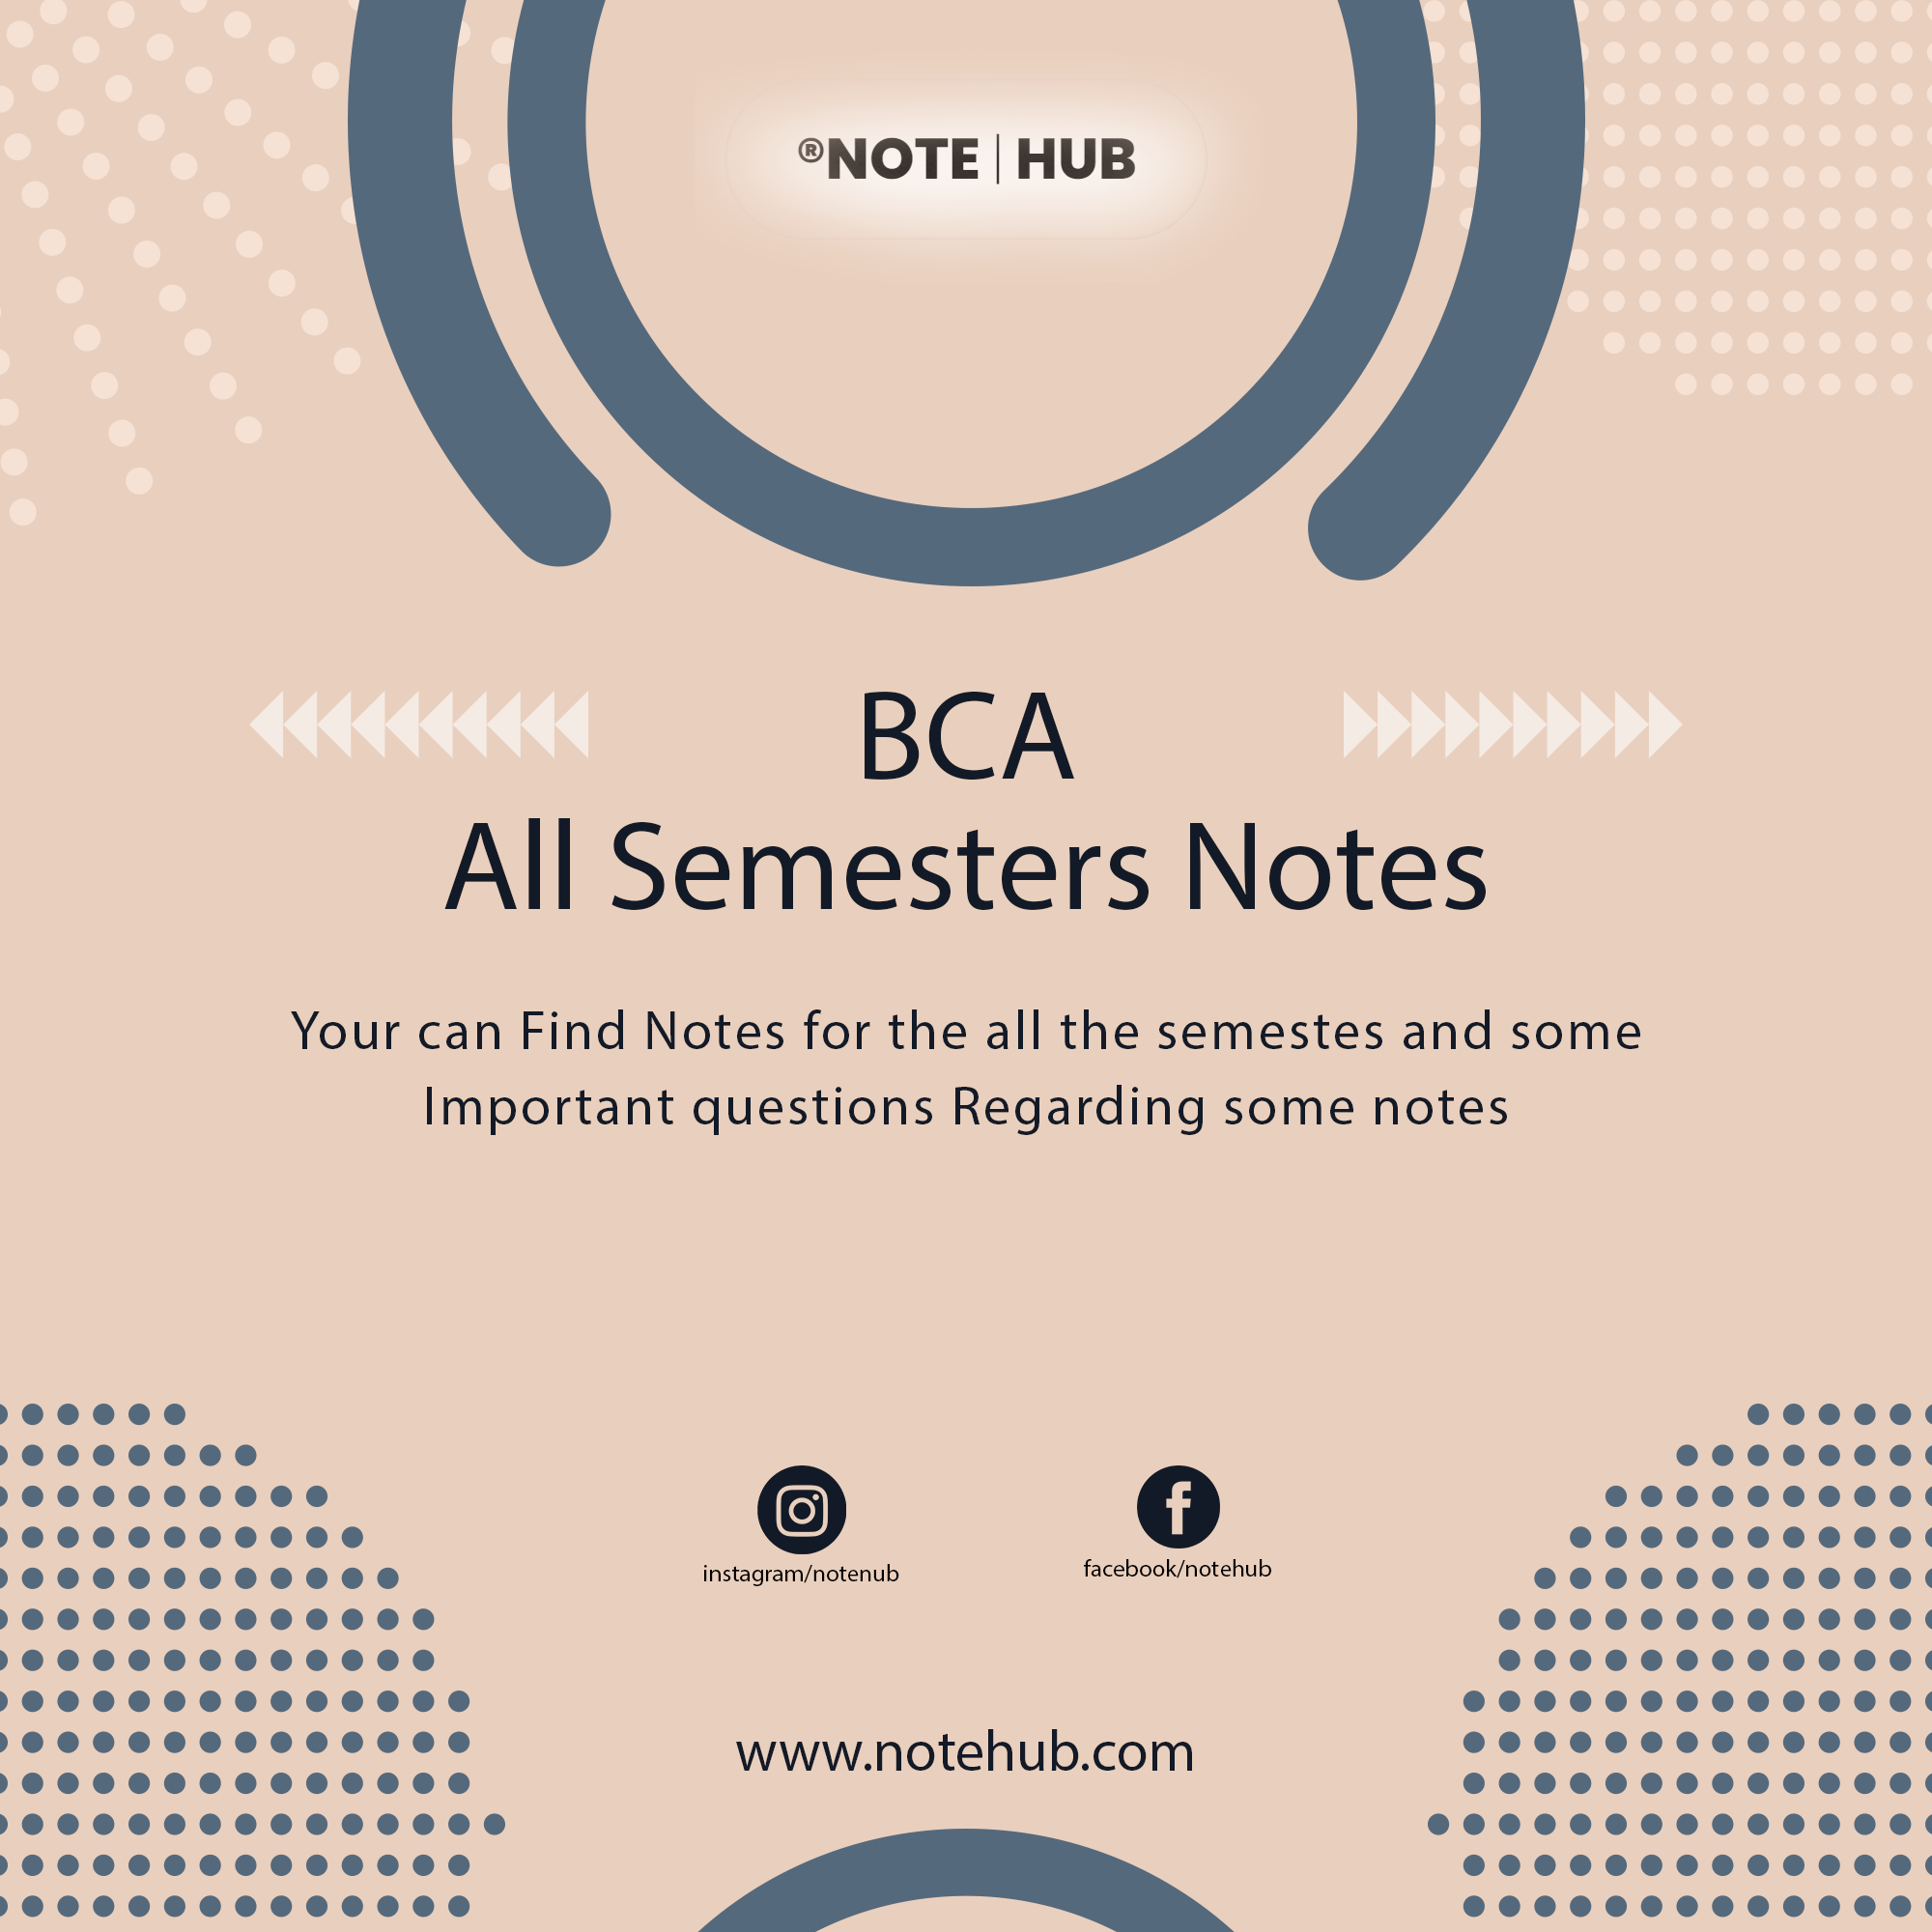 ®NOTE | HUB
BCA
All Semesters Notes
Your can Find Notes for the all the semestes and some
Important questions Regarding some notes
instagram/notenub
facebook/notehub
www.notehub.com